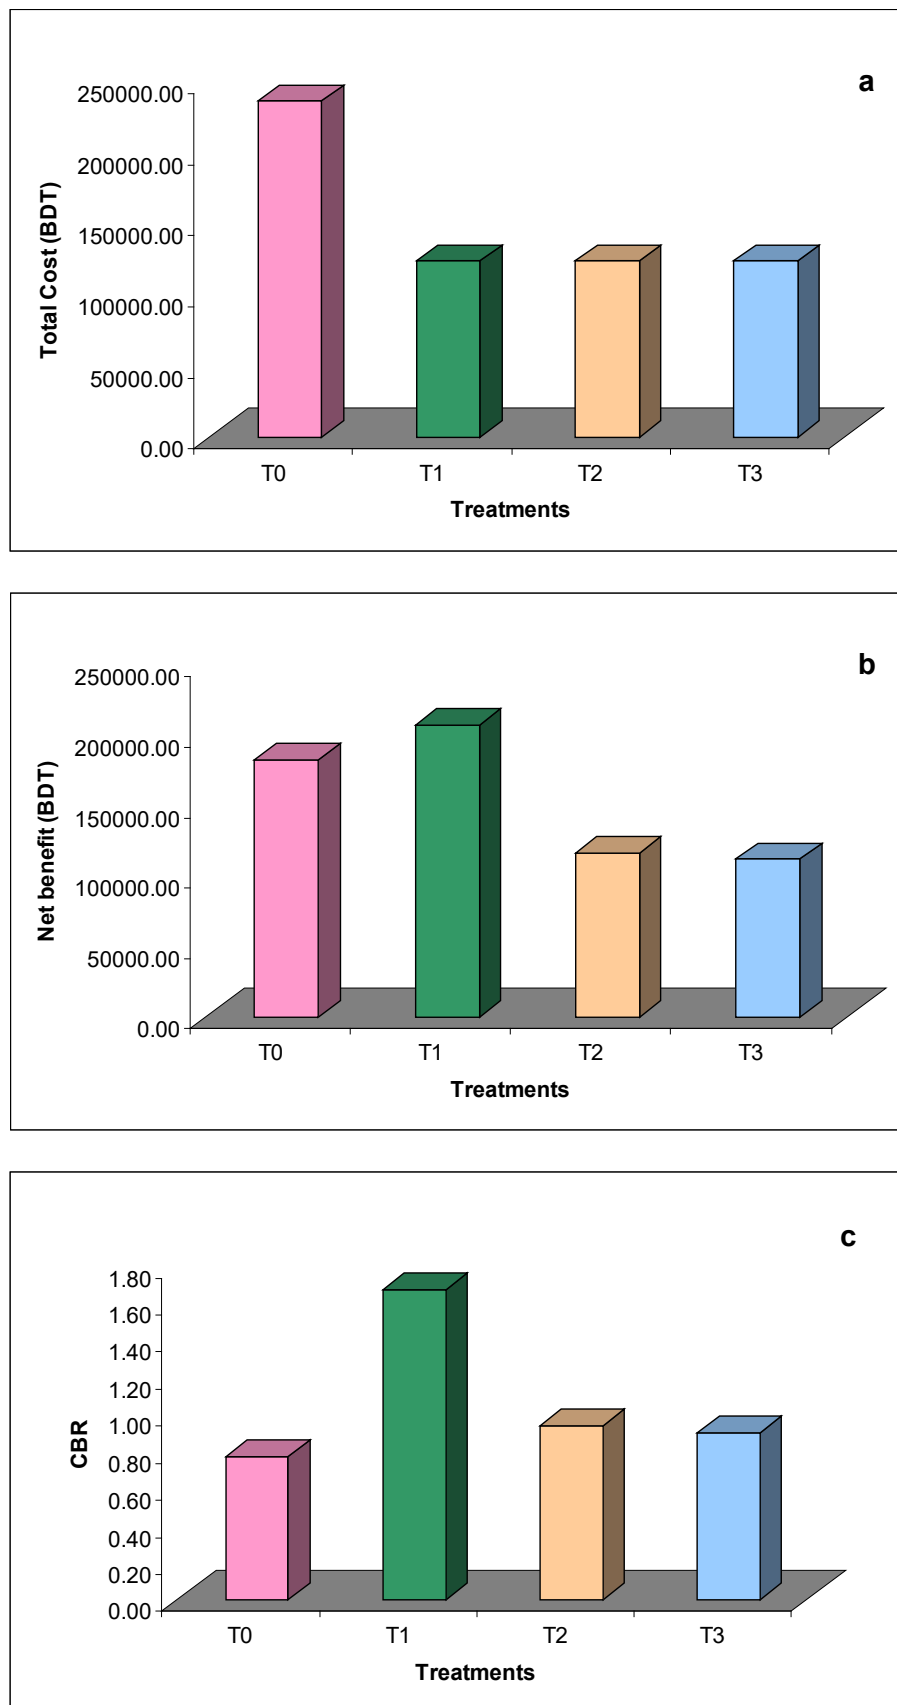 a
250000.00
200000.00
150000.00
100000.00
50000.00
0.00
Total Cost (BDT)
T0 T1 T2 T3
Treatments
b
250000.00
200000.00
150000.00
100000.00
50000.00
0.00
Net benefit (BDT)
T0 T1 T2 T3
Treatments
c
1.80
1.60
1.40
1.20
1.00
0.80
0.60
0.40
0.20
0.00
CBR
T0 T1 T2 T3
Treatments